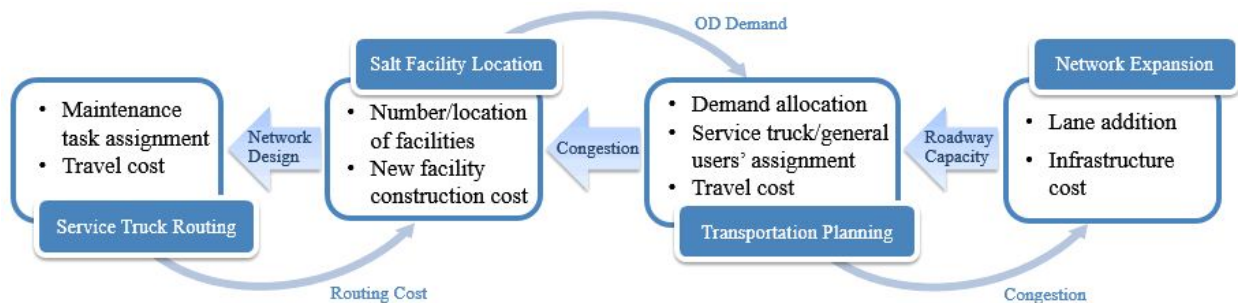 OD Demand
Salt Facility Location
Network Expansion
• Maintenance
task assignment
• Travel cost
Network
Design
• Number/location
of facilities
• New facility
construction cost
Congestion
• Demand allocation
• Service truck/general
users' assignment
• Travel cost
Roadway
Capacity
• Lane addition
• Infrastructure
cost
Service Truck Routing
Transportation Planning
Routing Cost
Congestion